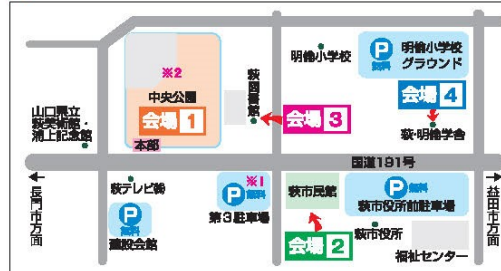 ※2
中央公園
会場 1
本部
萩図書館
会場 3
明倫小学校
P
無料
明倫小学校
グラウンド
会場 4
萩・明倫学舎
山口県立
萩美術館・
浦上記念館
国道191号
←長門市方面
萩テレビ㈱
P
無料
建設会館
※1
P
無料
第3駐車場
萩市民館
会場 2
P
無料
萩市役所前駐車場
萩市役所
福祉センター
益田市方面→